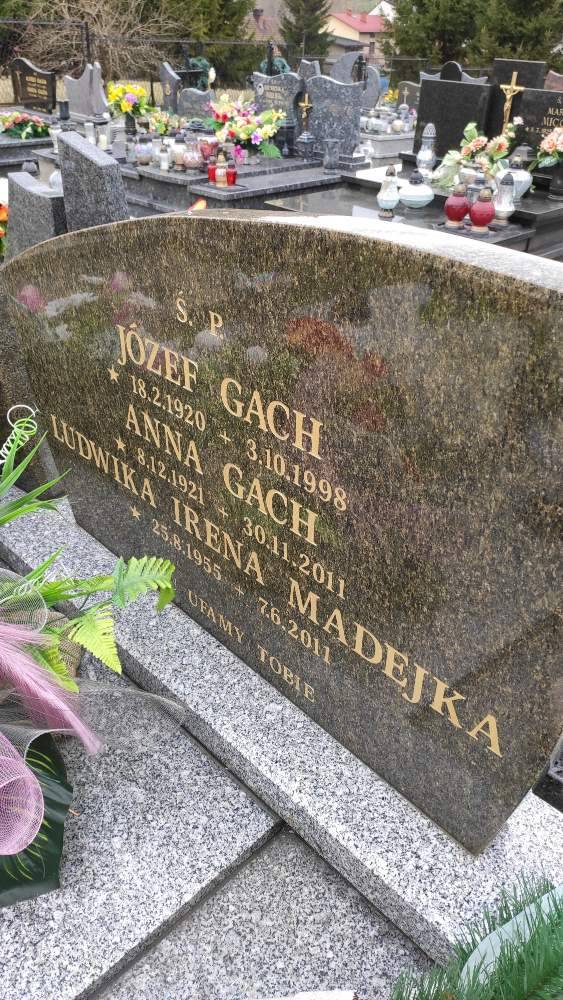 Ś. P.
JÓZEF GACH
* 18.2.1920 + 3.10.1998
ANNA GACH
* 8.12.1921 + 30.11.2011
LUDWIKA IRENA MADEJKA
* 25.8.1955 + 7.6.2011
UFAMY TOBIE